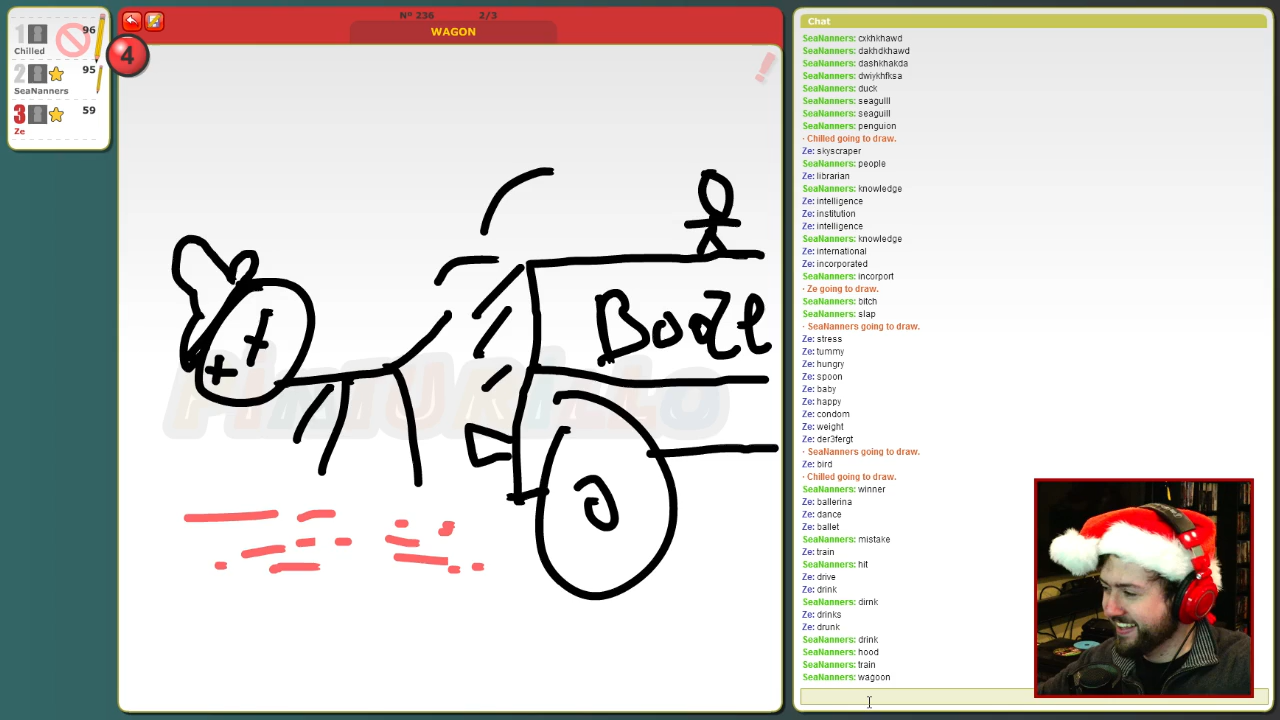 Nº 236 2/3
WAGON
1 96
Chilled
2 95
SeaNanners
3 59
Ze
4
!
Booze
PINTURILLO
Chat
SeaNanners: cxkhkhawd
SeaNanners: dakhdkhawd
SeaNanners: dashkhakda
SeaNanners: dwiykhfksa
SeaNanners: duck
SeaNanners: seagulll
SeaNanners: seaguill
SeaNanners: penguion
· Chilled going to draw.
Ze: skyscraper
SeaNanners: people
Ze: librarian
SeaNanners: knowledge
Ze: intelligence
Ze: institution
Ze: intelligence
SeaNanners: knowledge
Ze: international
Ze: incorporated
SeaNanners: incorport
· Ze going to draw.
SeaNanners: bitch
SeaNanners: slap
· SeaNanners going to draw.
Ze: stress
Ze: tummy
Ze: hungry
Ze: spoon
Ze: baby
Ze: happy
Ze: condom
Ze: weight
Ze: der3fergt
· SeaNanners going to draw.
Ze: bird
· Chilled going to draw.
SeaNanners: winner
Ze: ballerina
Ze: dance
Ze: ballet
SeaNanners: mistake
Ze: train
SeaNanners: hit
Ze: drive
Ze: drink
SeaNanners: dirnk
Ze: drinks
Ze: drunk
SeaNanners: drink
SeaNanners: hood
SeaNanners: train
SeaNanners: wagoon